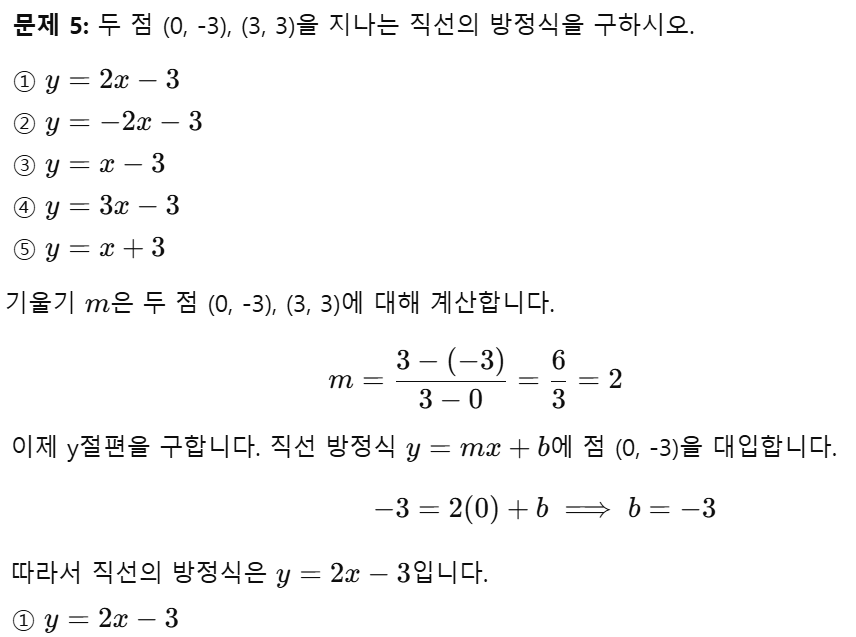 문제 5: 두 점 (0, -3), (3, 3)을 지나는 직선의 방정식을 구하시오.
① y = 2x − 3
② y = −2x − 3
③ y = x − 3
④ y = 3x − 3
⑤ y = x + 3
기울기 m은 두 점 (0, -3), (3, 3)에 대해 계산합니다.
m = \frac{3 − (−3)}{3 − 0} = \frac{6}{3} = 2
이제 y절편을 구합니다. 직선 방정식 y = mx + b에 점 (0, -3)을 대입합니다.
−3 = 2(0) + b ⟹ b = −3
따라서 직선의 방정식은 y = 2x − 3입니다.
① y = 2x − 3